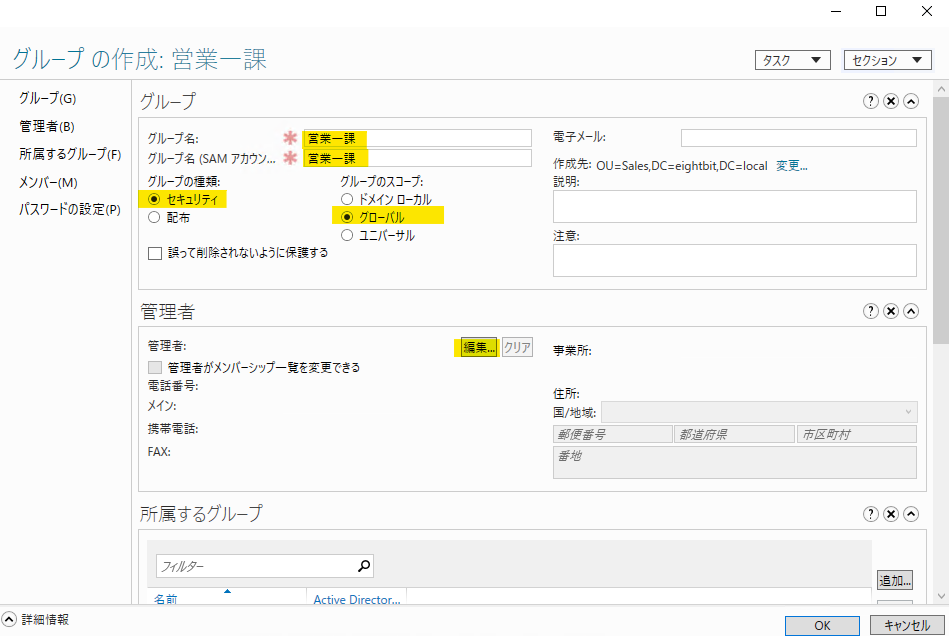 グループ の作成: 営業一課
タスク
セクション
グループ(G)
管理者(B)
所属するグループ(F)
メンバー(M)
パスワードの設定(P)
グループ
グループ名:
営業一課
グループ名 (SAM アカウン...
営業一課
グループの種類:
セキュリティ
配布
グループのスコープ:
ドメイン ローカル
グローバル
ユニバーサル
誤って削除されないように保護する
電子メール:
作成先: OU=Sales,DC=eightbit,DC=local 変更...
説明:
注意:
管理者
管理者:
編集...
クリア
管理者がメンバーシップ一覧を変更できる
電話番号:
メイン:
携帯電話:
FAX:
事業所:
住所:
国/地域:
郵便番号
都道府県
市区町村
番地
所属するグループ
フィルター
名前
Active Director...
追加...
詳細情報
OK
キャンセル